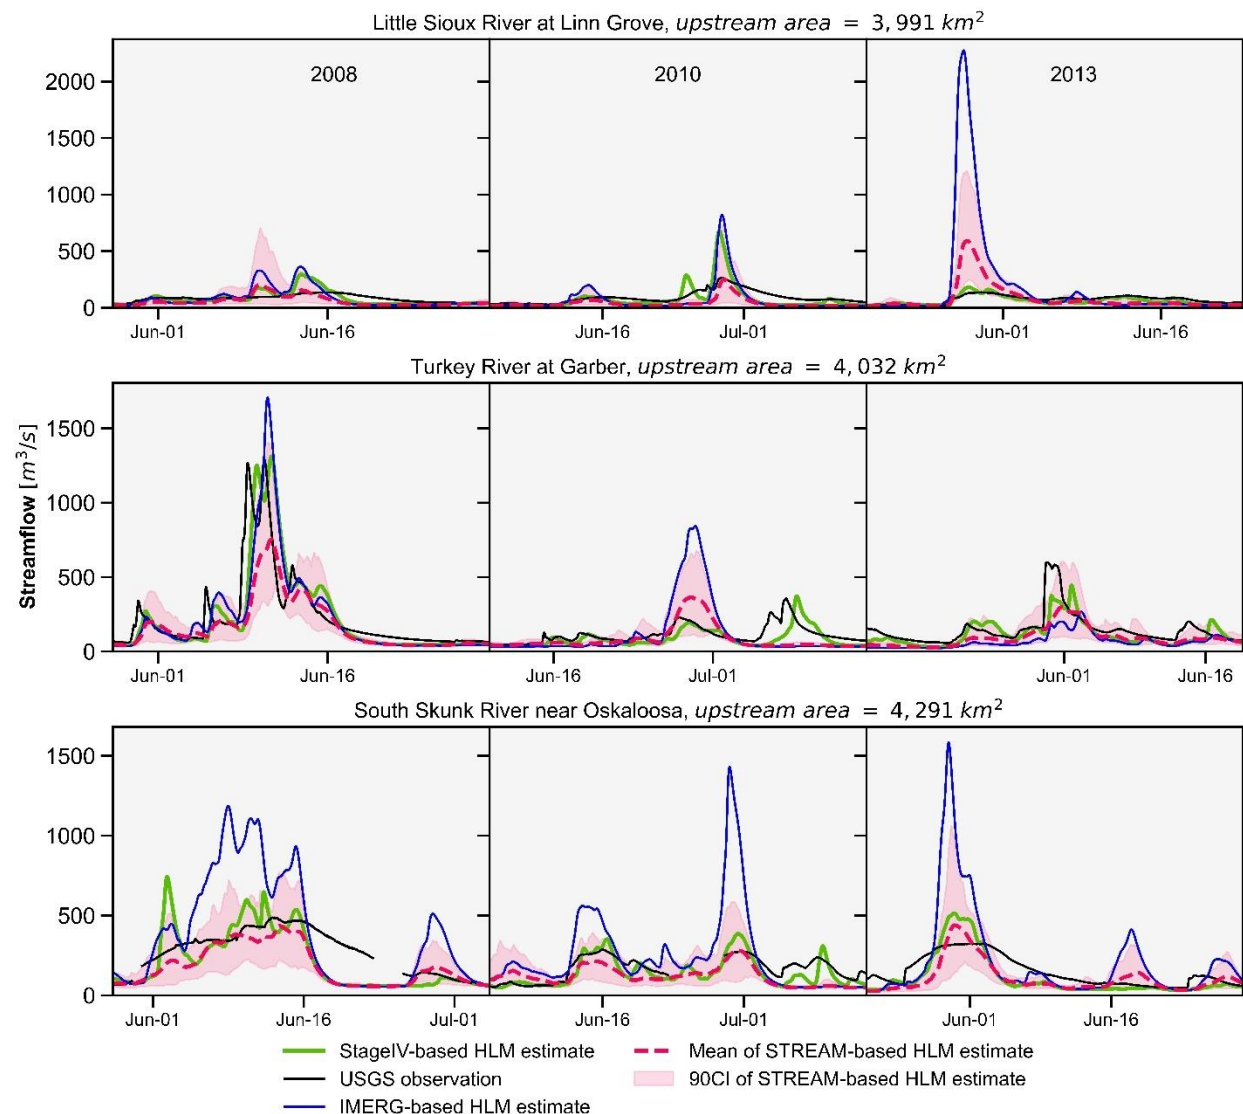 Little Sioux River at Linn Grove, upstream area = 3,991 km²
2008 2010 2013
2000
1500
1000
500
0
Jun-01 Jun-16 Jun-16 Jul-01 Jun-01 Jun-16
Turkey River at Garber, upstream area = 4,032 km²
Streamflow [m³/s]
1500
1000
500
0
Jun-01 Jun-16 Jun-16 Jul-01 Jun-01 Jun-16
South Skunk River near Oskaloosa, upstream area = 4,291 km²
1500
1000
500
0
Jun-01 Jun-16 Jul-01 Jun-16 Jul-01 Jun-01 Jun-16
StageIV-based HLM estimate Mean of STREAM-based HLM estimate
USGS observation 90CI of STREAM-based HLM estimate
IMERG-based HLM estimate